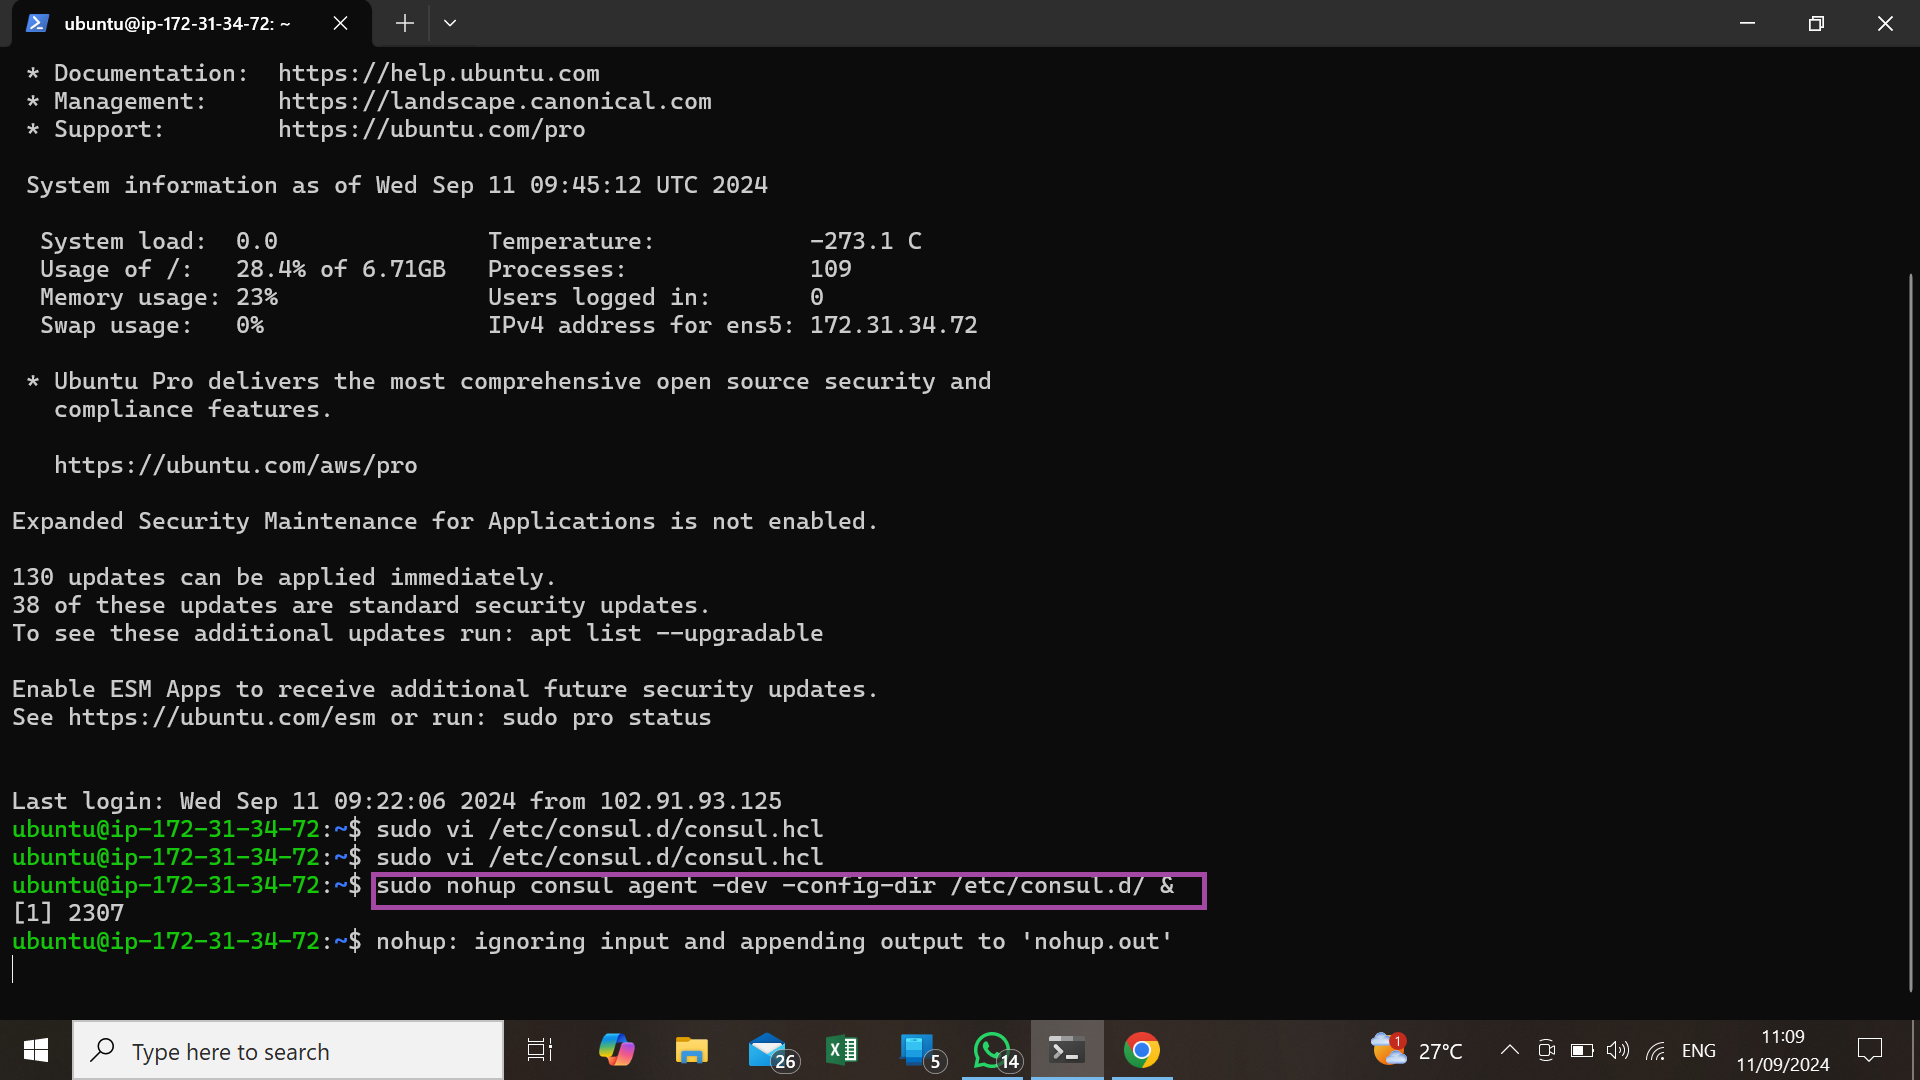 ubuntu@ip-172-31-34-72: ~
* Documentation:  https://help.ubuntu.com
* Management:     https://landscape.canonical.com
* Support:        https://ubuntu.com/pro
System information as of Wed Sep 11 09:45:12 UTC 2024
System load:  0.0               Temperature:           -273.1 C
Usage of /:   28.4% of 6.71GB   Processes:             109
Memory usage: 23%               Users logged in:       0
Swap usage:   0%                IPv4 address for ens5: 172.31.34.72
* Ubuntu Pro delivers the most comprehensive open source security and
compliance features.
https://ubuntu.com/aws/pro
Expanded Security Maintenance for Applications is not enabled.
130 updates can be applied immediately.
38 of these updates are standard security updates.
To see these additional updates run: apt list --upgradable
Enable ESM Apps to receive additional future security updates.
See https://ubuntu.com/esm or run: sudo pro status
Last login: Wed Sep 11 09:22:06 2024 from 102.91.93.125
ubuntu@ip-172-31-34-72:~$ sudo vi /etc/consul.d/consul.hcl
ubuntu@ip-172-31-34-72:~$ sudo vi /etc/consul.d/consul.hcl
ubuntu@ip-172-31-34-72:~$ sudo nohup consul agent -dev -config-dir /etc/consul.d/ &
[1] 2307
ubuntu@ip-172-31-34-72:~$ nohup: ignoring input and appending output to 'nohup.out'
Type here to search
26
5
14
1
27°C
ENG
11:09
11/09/2024